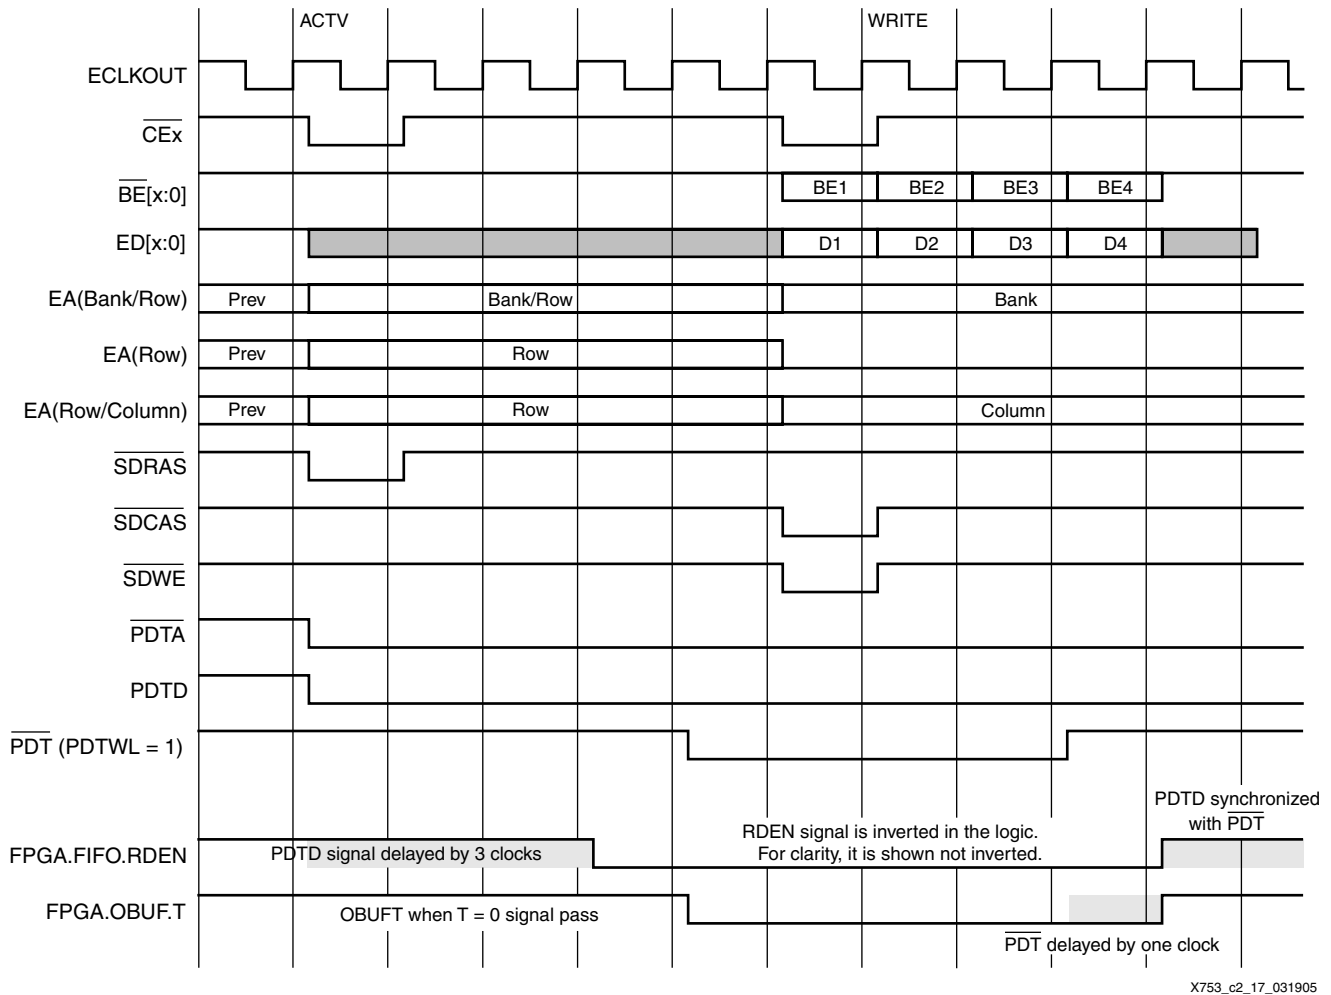 ACTV WRITE
ECLKOUT
CEx
BE[x:0] BE1 BE2 BE3 BE4
ED[x:0] D1 D2 D3 D4
EA(Bank/Row) Prev Bank/Row Bank
EA(Row) Prev Row
EA(Row/Column) Prev Row Column
SDRAS
SDCAS
SDWE
PDTA
PDTD
PDT (PDTWL = 1)
PDTD synchronized
with PDT
RDEN signal is inverted in the logic.
For clarity, it is shown not inverted.
FPGA.FIFO.RDEN PDTD signal delayed by 3 clocks
FPGA.OBUF.T OBUFT when T = 0 signal pass
PDT delayed by one clock
X753_c2_17_031905